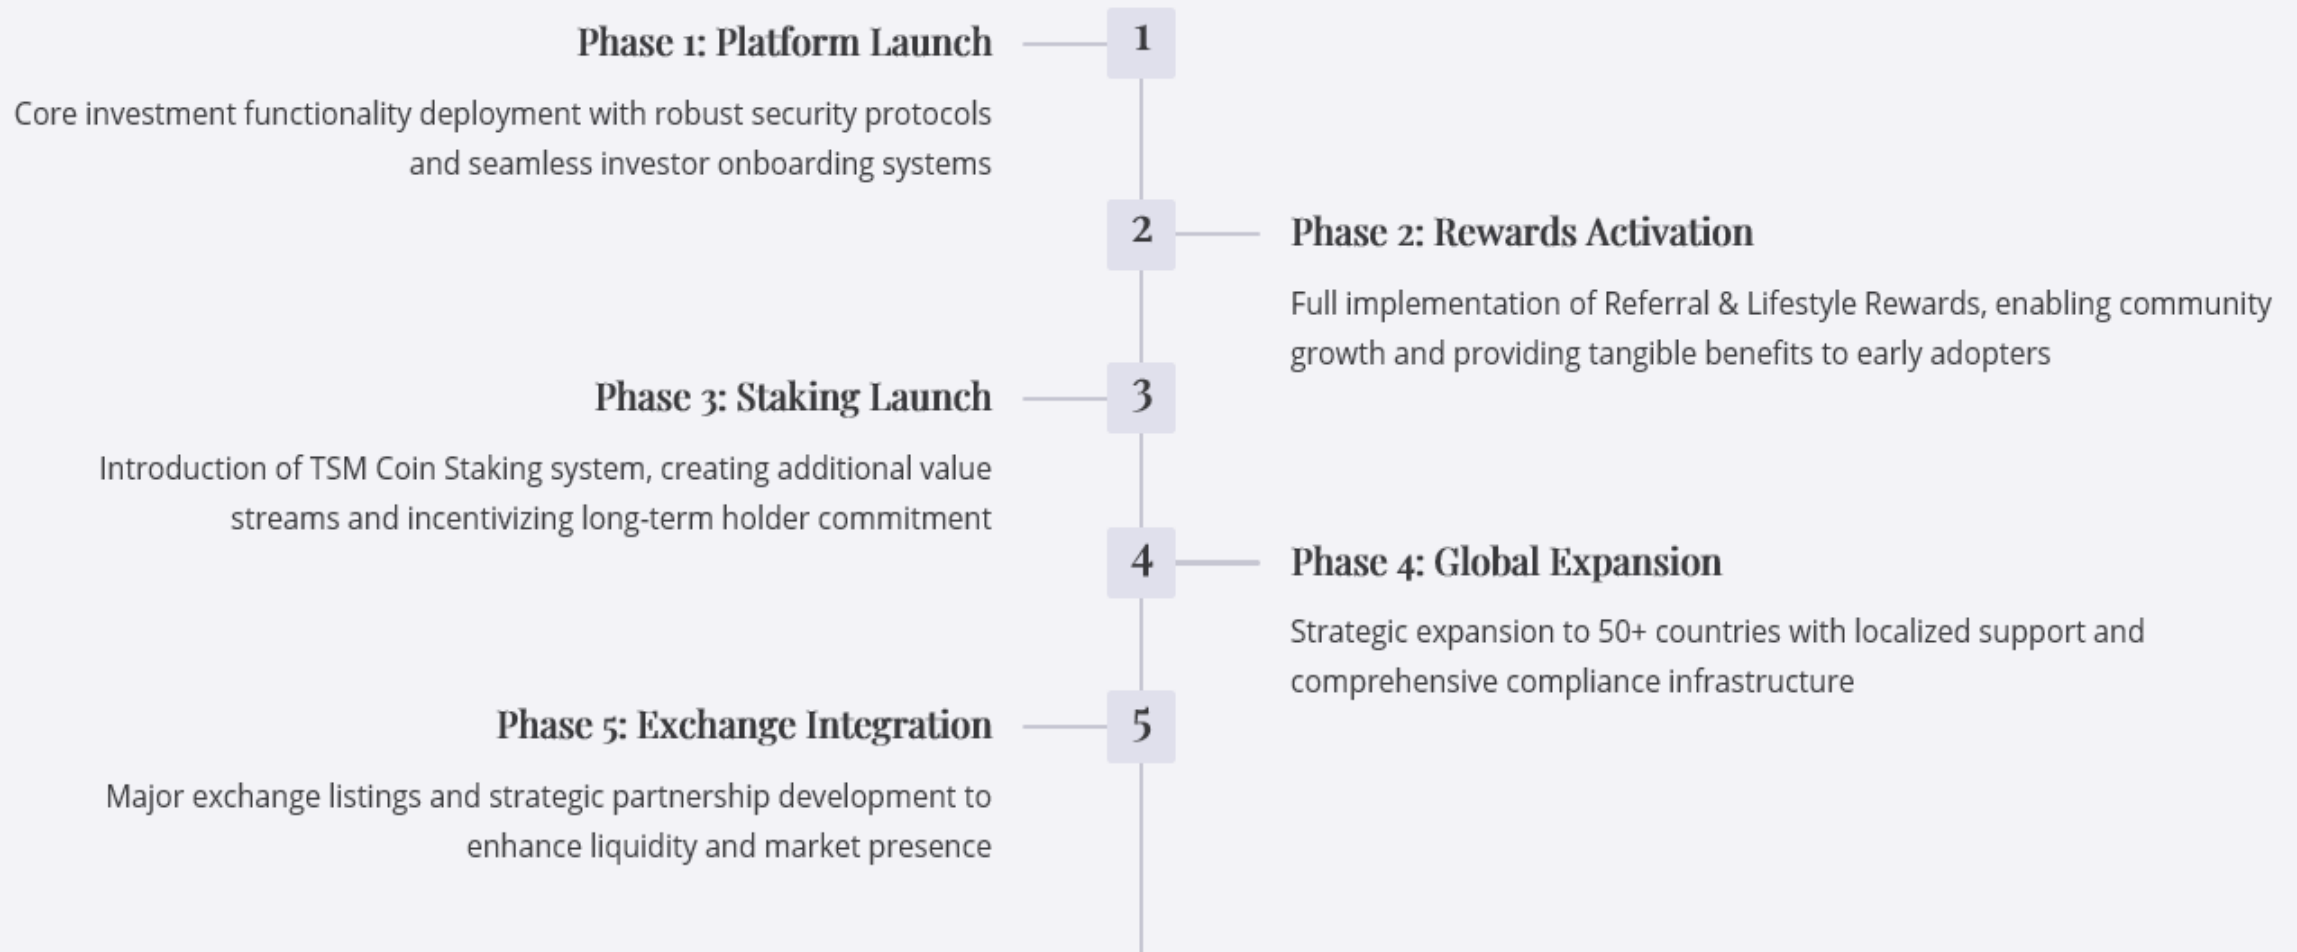 Phase 1: Platform Launch
1
Core investment functionality deployment with robust security protocols
and seamless investor onboarding systems
2
Phase 2: Rewards Activation
Full implementation of Referral & Lifestyle Rewards, enabling community
growth and providing tangible benefits to early adopters
Phase 3: Staking Launch
3
Introduction of TSM Coin Staking system, creating additional value
streams and incentivizing long-term holder commitment
4
Phase 4: Global Expansion
Strategic expansion to 50+ countries with localized support and
comprehensive compliance infrastructure
Phase 5: Exchange Integration
5
Major exchange listings and strategic partnership development to
enhance liquidity and market presence